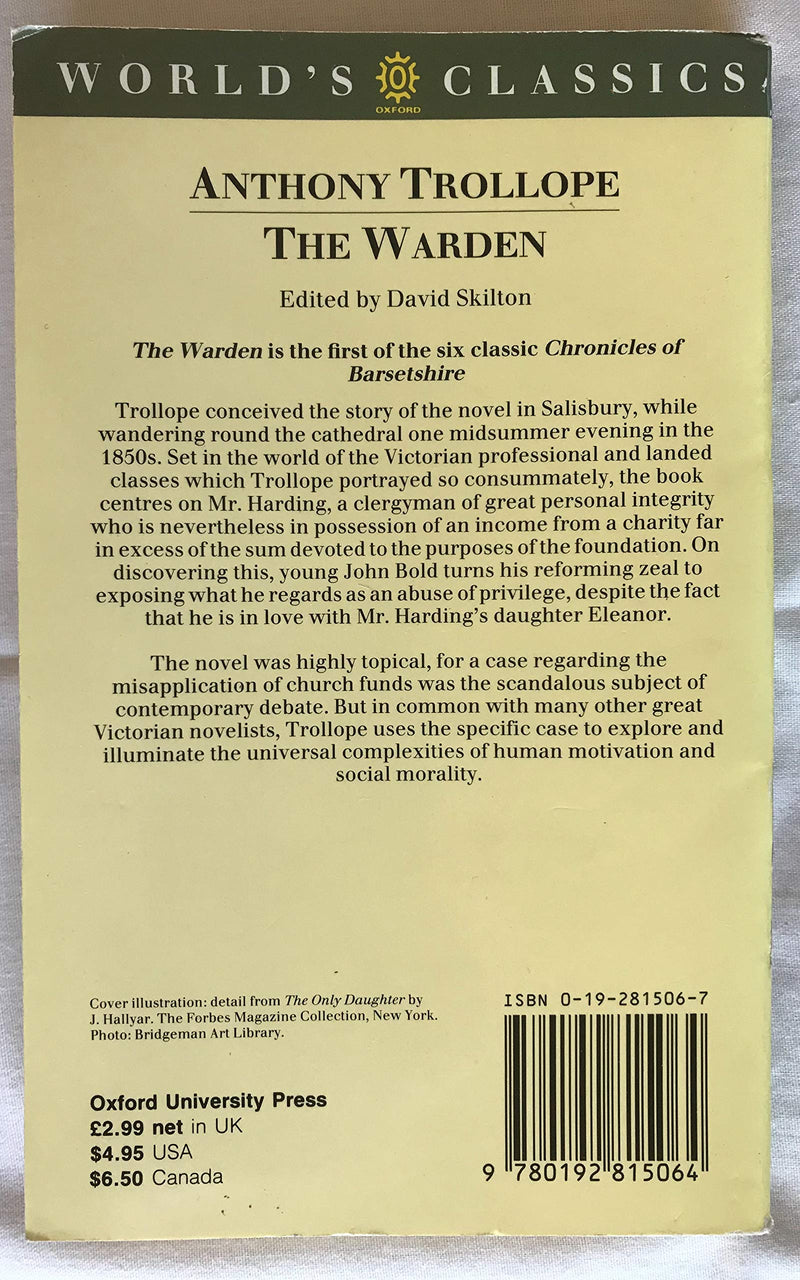 WORLD'S CLASSICS
OXFORD
ANTHONY TROLLOPE
THE WARDEN
Edited by David Skilton
The Warden is the first of the six classic Chronicles of
Barsetshire
Trollope conceived the story of the novel in Salisbury, while
wandering round the cathedral one midsummer evening in the
1850s. Set in the world of the Victorian professional and landed
classes which Trollope portrayed so consummately, the book
centres on Mr. Harding, a clergyman of great personal integrity
who is nevertheless in possession of an income from a charity far
in excess of the sum devoted to the purposes of the foundation. On
discovering this, young John Bold turns his reforming zeal to
exposing what he regards as an abuse of privilege, despite the fact
that he is in love with Mr. Harding's daughter Eleanor.
The novel was highly topical, for a case regarding the
misapplication of church funds was the scandalous subject of
contemporary debate. But in common with many other great
Victorian novelists, Trollope uses the specific case to explore and
illuminate the universal complexities of human motivation and
social morality.
Cover illustration: detail from The Only Daughter by
J. Hallyar. The Forbes Magazine Collection, New York.
Photo: Bridgeman Art Library.
Oxford University Press
£2.99 net in UK
$4.95 USA
$6.50 Canada
ISBN 0-19-281506-7
9 780192 815064